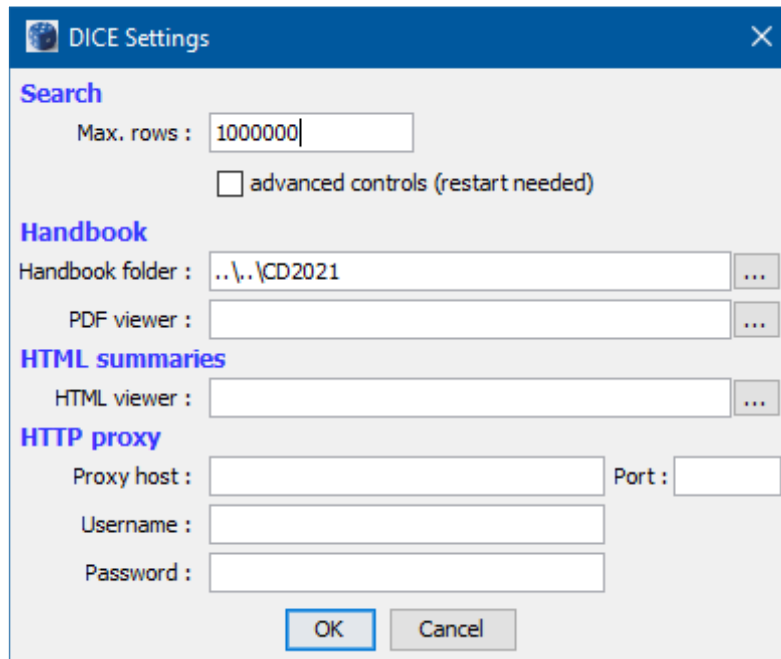 DICE Settings
Search
Max. rows : 1000000
advanced controls (restart needed)
Handbook
Handbook folder : ..\..\CD2021 ...
PDF viewer : ...
HTML summaries
HTML viewer : ...
HTTP proxy
Proxy host : Port :
Username :
Password :
OK Cancel